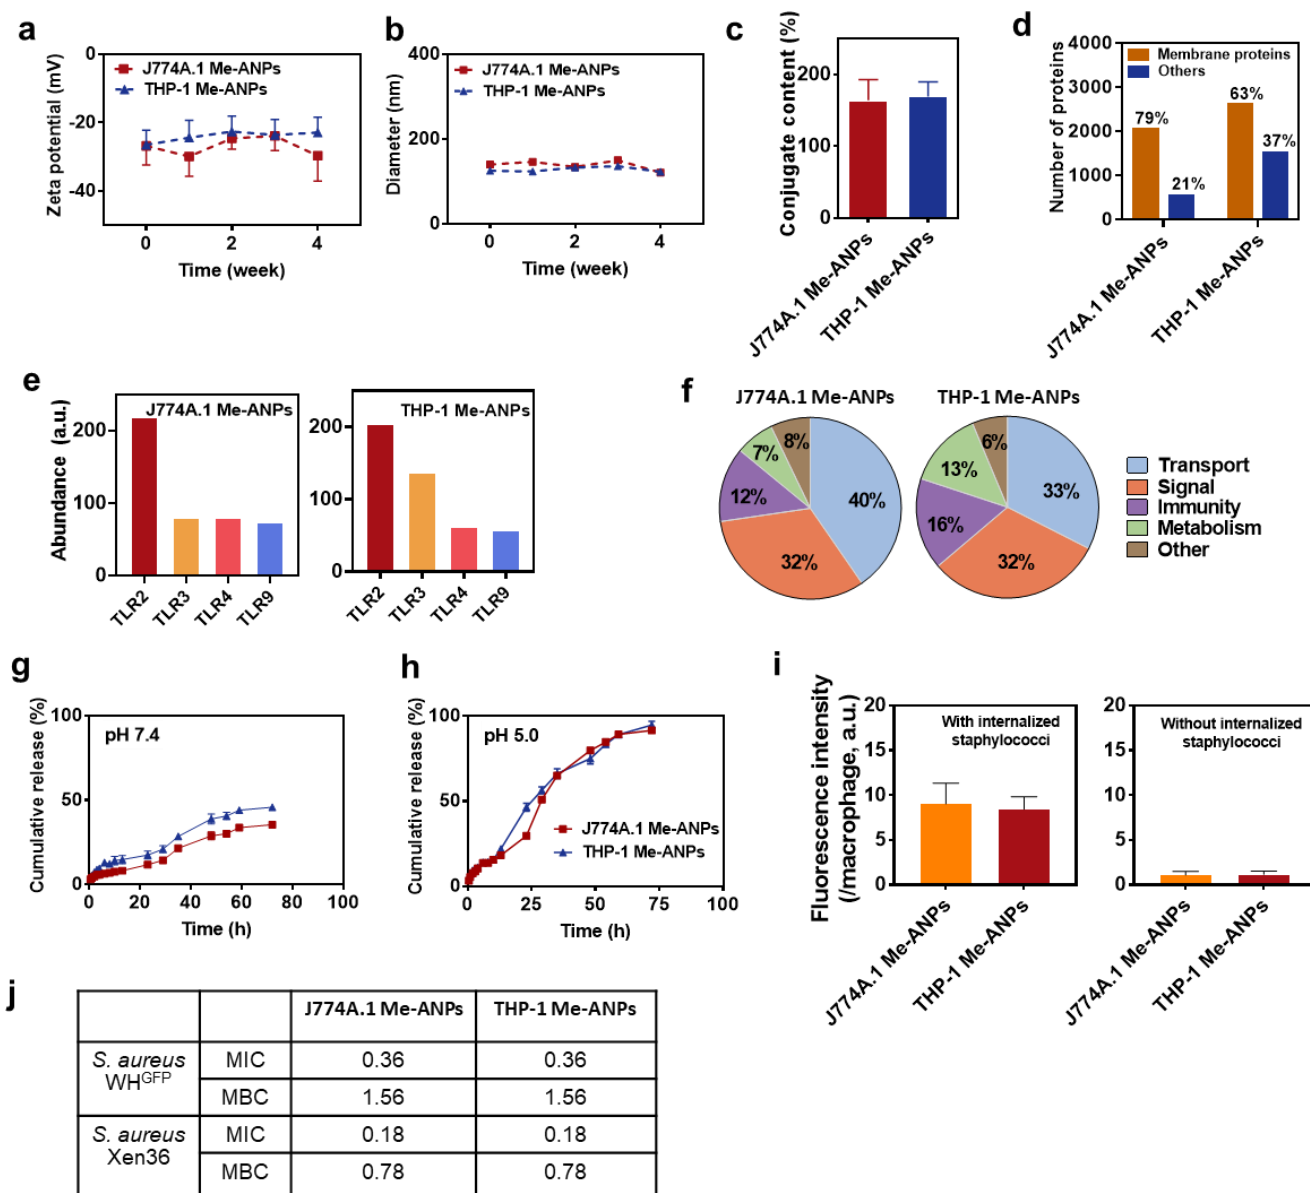 a
Zeta potential (mV)
0
-20
-40
J774A.1 Me-ANPs
THP-1 Me-ANPs
0
2
4
Time (week)
b
Diameter (nm)
400
200
0
J774A.1 Me-ANPs
THP-1 Me-ANPs
0
2
4
Time (week)
c
Conjugate content (%)
200
100
0
J774A.1 Me-ANPs
THP-1 Me-ANPs
d
Number of proteins
4000
3000
2000
1000
0
Membrane proteins
Others
79%
21%
63%
37%
J774A.1 Me-ANPs
THP-1 Me-ANPs
e
Abundance (a.u.)
200
100
0
J774A.1 Me-ANPs
TLR2
TLR3
TLR4
TLR9
200
100
0
THP-1 Me-ANPs
TLR2
TLR3
TLR4
TLR9
f
J774A.1 Me-ANPs
8%
7%
12%
40%
32%
THP-1 Me-ANPs
6%
13%
16%
33%
32%
Transport
Signal
Immunity
Metabolism
Other
g
Cumulative release (%)
100
50
0
pH 7.4
0
20
40
60
80
100
Time (h)
h
Cumulative release (%)
100
50
0
pH 5.0
J774A.1 Me-ANPs
THP-1 Me-ANPs
0
25
50
75
100
Time (h)
i
Fluorescence intensity
(/macrophage, a.u.)
20
15
10
5
0
With internalized
staphylococci
J774A.1 Me-ANPs
THP-1 Me-ANPs
20
15
10
5
0
Without internalized
staphylococci
J774A.1 Me-ANPs
THP-1 Me-ANPs
j
J774A.1 Me-ANPs THP-1 Me-ANPs
S. aureus WHGFP
MIC 0.36 0.36
MBC 1.56 1.56
S. aureus Xen36
MIC 0.18 0.18
MBC 0.78 0.78